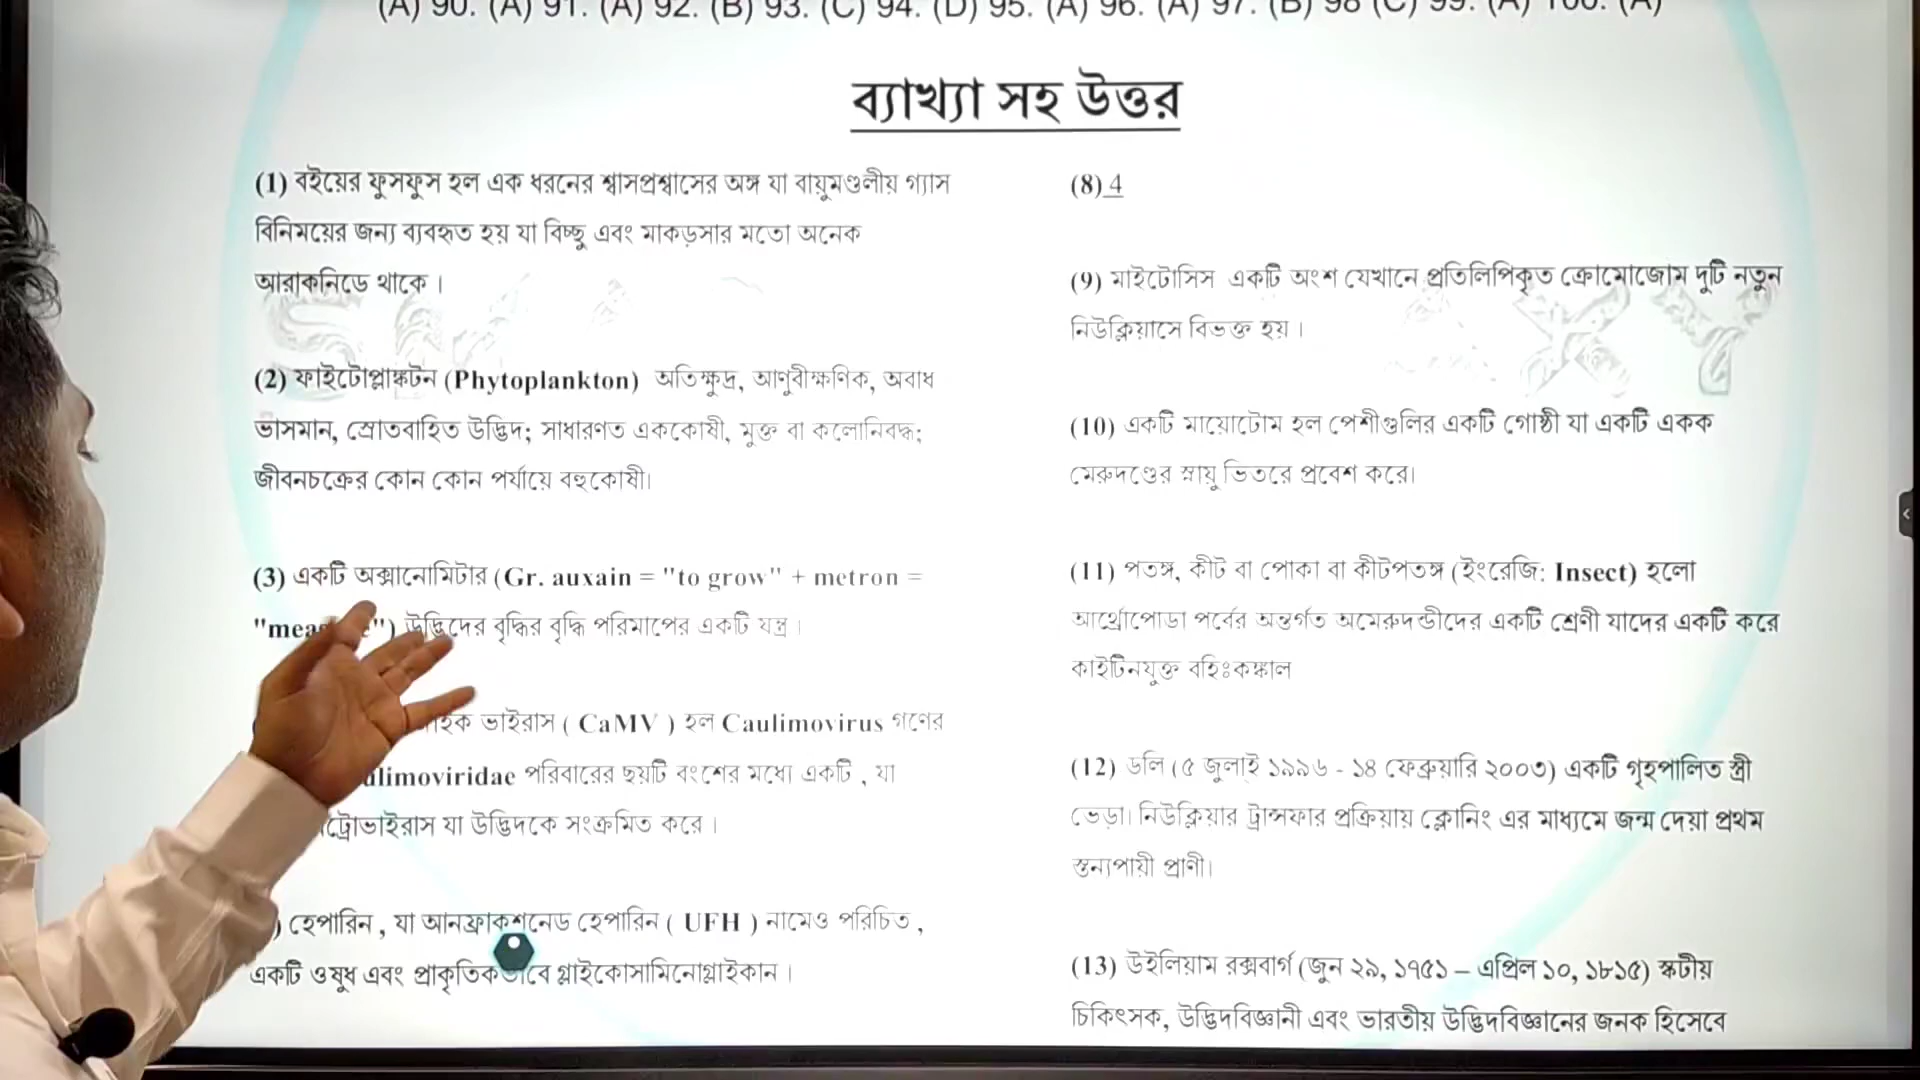 (A) 90. (A) 91. (A) 92. (B) 93. (C) 94. (D) 95. (A) 96. (A) 97. (B) 98 (C) 99. (A) 100. (A)
ব্যাখ্যা সহ উত্তর
(1) বইয়ের ফুসফুস হল এক ধরনের শ্বাসপ্রশ্বাসের অঙ্গ যা বায়ুমণ্ডলীয় গ্যাস
বিনিময়ের জন্য ব্যবহৃত হয় যা বিচ্ছু এবং মাকড়সার মতো অনেক
আরাকনিডে থাকে ।
(2) ফাইটোপ্লাঙ্কটন (Phytoplankton) অতিক্ষুদ্র, আণুবীক্ষণিক, অবাধ
ভাসমান, স্রোতবাহিত উদ্ভিদ; সাধারণত এককোষী, মুক্ত বা কলোনিবদ্ধ;
জীবনচক্রের কোন কোন পর্যায়ে বহুকোষী।
(3) একটি অক্সানোমিটার (Gr. auxain = "to grow" + metron =
উদ্ভিদের বৃদ্ধির বৃদ্ধি পরিমাপের একটি যন্ত্র ।
ভাইরাস ( CaMV ) হল Caulimovirus গণের
পরিবারের ছয়টি বংশের মধ্যে একটি , যা
যা উদ্ভিদকে সংক্রমিত করে ।
হেপারিন , যা আনফ্রাকশনেড হেপারিন ( UFH ) নামেও পরিচিত ,
একটি ওষুধ এবং প্রাকৃতিকভাবে গ্লাইকোসামিনোগ্লাইকান ।
(8) 4
(9) মাইটোসিস একটি অংশ যেখানে প্রতিলিপিকৃত ক্রোমোজোম দুটি নতুন
নিউক্লিয়াসে বিভক্ত হয় ।
(10) একটি মায়োটোম হল পেশীগুলির একটি গোষ্ঠী যা একটি একক
মেরুদণ্ডের স্নায়ু ভিতরে প্রবেশ করে।
(11) পতঙ্গ, কীট বা পোকা বা কীটপতঙ্গ (ইংরেজি: Insect) হলো
আর্থ্রোপোডা পর্বের অন্তর্গত অমেরুদন্ডীদের একটি শ্রেণী যাদের একটি করে
কাইটিনযুক্ত বহিঃকঙ্কাল
(12) ডলি (৫ জুলাই ১৯৯৬ - ১৪ ফেব্রুয়ারি ২০০৩) একটি গৃহপালিত স্ত্রী
ভেড়া। নিউক্লিয়ার ট্রান্সফার প্রক্রিয়ায় ক্লোনিং এর মাধ্যমে জন্ম দেয়া প্রথম
স্তন্যপায়ী প্রাণী।
(13) উইলিয়াম রক্সবার্গ (জুন ২৯, ১৭৫১ – এপ্রিল ১০, ১৮১৫) স্কটীয়
চিকিৎসক, উদ্ভিদবিজ্ঞানী এবং ভারতীয় উদ্ভিদবিজ্ঞানের জনক হিসেবে